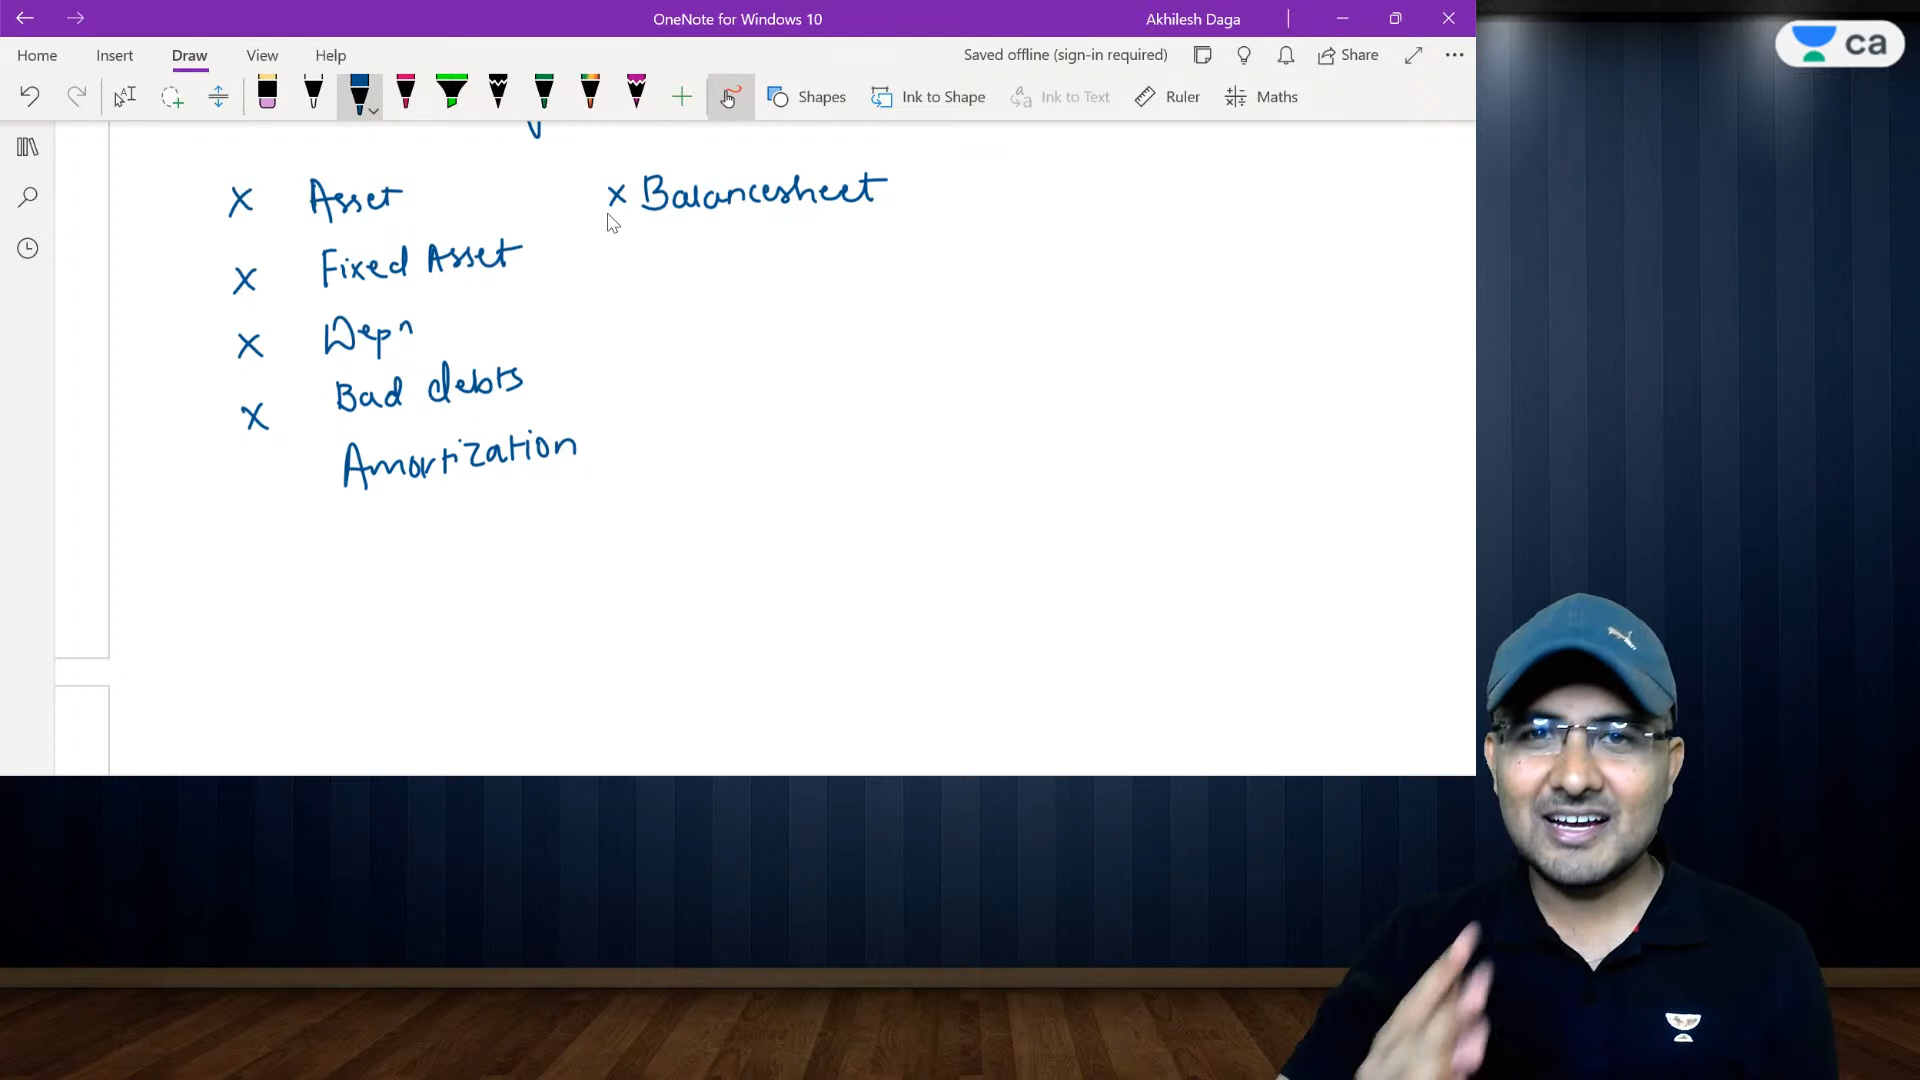 OneNote for Windows 10
Akhilesh Daga
Home Insert Draw View Help
Saved offline (sign-in required)
Share
Shapes
Ink to Shape
Ink to Text
Ruler
Maths
ca
x Asset
x Balancesheet
x Fixed Asset
x Depn
x Bad debts
Amortization